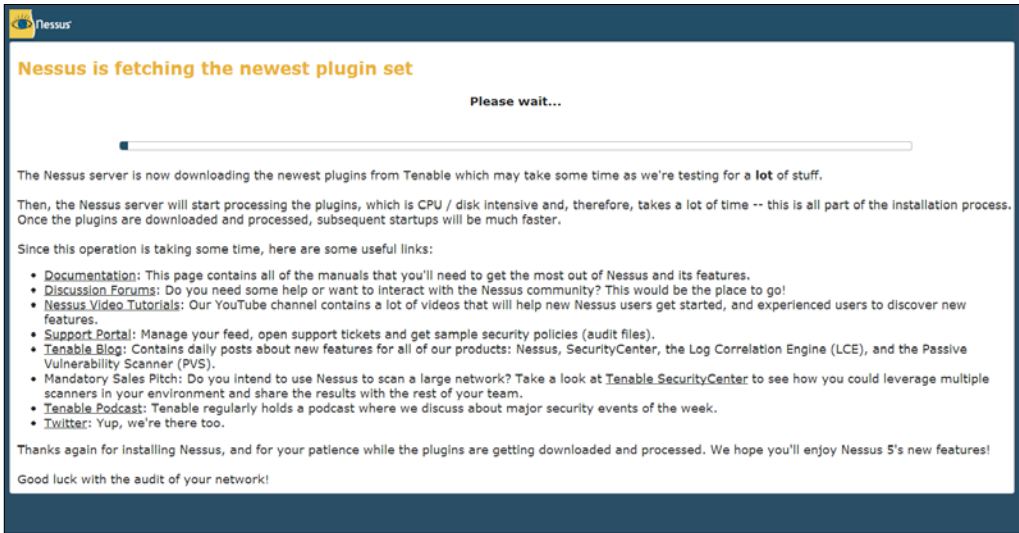 Nessus
Nessus is fetching the newest plugin set
Please wait...
The Nessus server is now downloading the newest plugins from Tenable which may take some time as we're testing for a lot of stuff.
Then, the Nessus server will start processing the plugins, which is CPU / disk intensive and, therefore, takes a lot of time -- this is all part of the installation process.
Once the plugins are downloaded and processed, subsequent startups will be much faster.
Since this operation is taking some time, here are some useful links:
• Documentation: This page contains all of the manuals that you'll need to get the most out of Nessus and its features.
• Discussion Forums: Do you need some help or want to interact with the Nessus community? This would be the place to go!
• Nessus Video Tutorials: Our YouTube channel contains a lot of videos that will help new Nessus users get started, and experienced users to discover new
features.
• Support Portal: Manage your feed, open support tickets and get sample security policies (audit files).
• Tenable Blog: Contains daily posts about new features for all of our products: Nessus, SecurityCenter, the Log Correlation Engine (LCE), and the Passive
Vulnerability Scanner (PVS).
• Mandatory Sales Pitch: Do you intend to use Nessus to scan a large network? Take a look at Tenable SecurityCenter to see how you could leverage multiple
scanners in your environment and share the results with the rest of your team.
• Tenable Podcast: Tenable regularly holds a podcast where we discuss about major security events of the week.
• Twitter: Yup, we're there too.
Thanks again for installing Nessus, and for your patience while the plugins are getting downloaded and processed. We hope you'll enjoy Nessus 5's new features!
Good luck with the audit of your network!